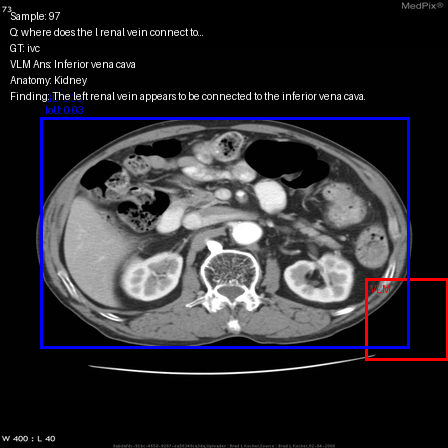 73
MedPix®
Sample: 97
Q: where does the l renal vein connect to...
GT: ivc
VLM Ans: Inferior vena cava
Anatomy: Kidney
Finding: The left renal vein appears to be connected to the inferior vena cava.
VLM
W 400 : L 40